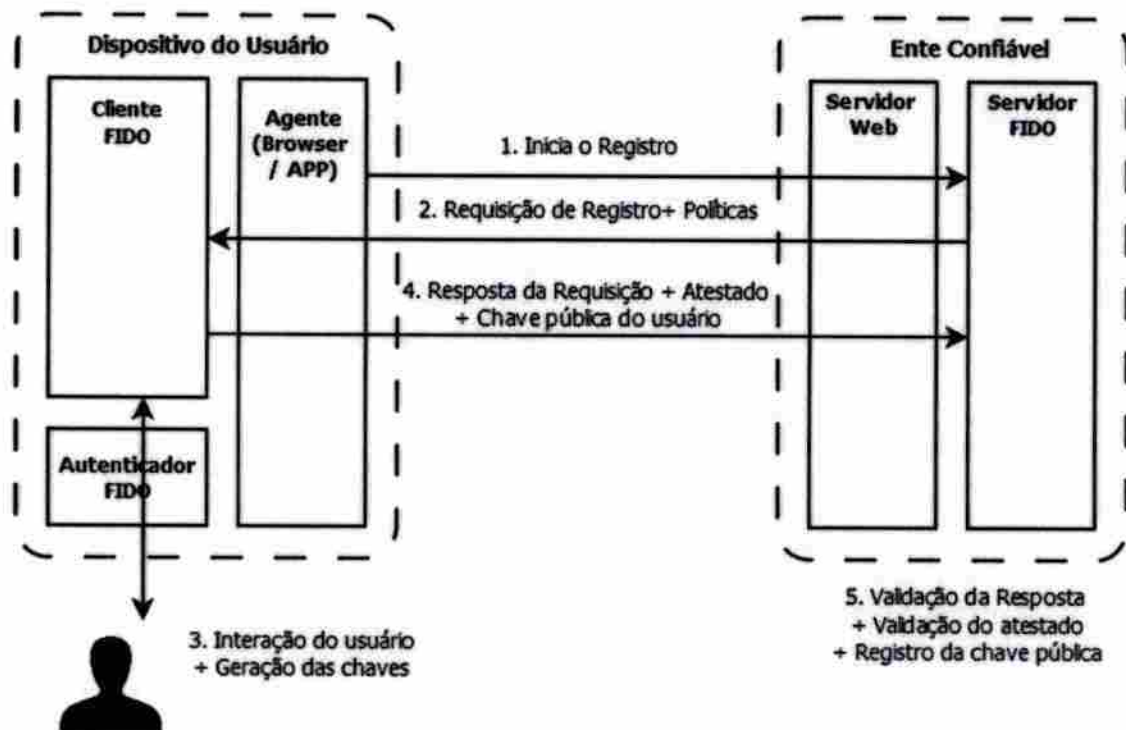 Dispositivo do Usuário
Cliente
FIDO
Agente
(Browser
/ APP)
Autenticador
FIDO
1. Inicia o Registro
2. Requisição de Registro+ Políticas
4. Resposta da Requisição + Atestado
+ Chave pública do usuário
Ente Confiável
Servidor
Web
Servidor
FIDO
3. Interação do usuário
+ Geração das chaves
5. Validação da Resposta
+ Validação do atestado
+ Registro da chave pública